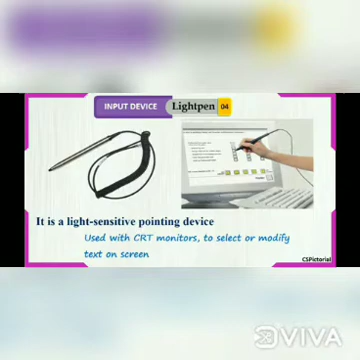 INPUT DEVICE Lightpen 04
It is a light-sensitive pointing device
Used with CRT monitors, to select or modify
text on screen
CSPictorial
VIVA